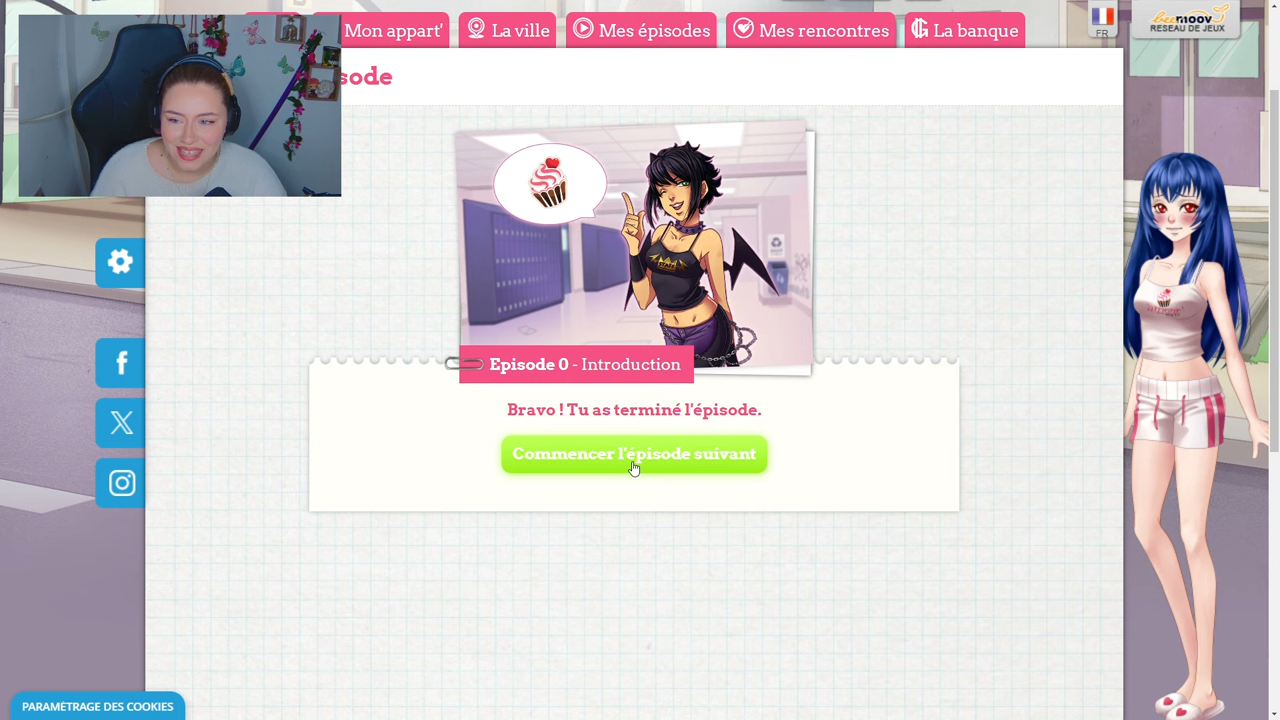 Mon appart'
La ville
Mes épisodes
Mes rencontres
La banque
FR
beemoov
RESEAU DE JEUX
sode
Episode 0 - Introduction
Bravo ! Tu as terminé l'épisode.
Commencer l'épisode suivant
PARAMÉTRAGE DES COOKIES